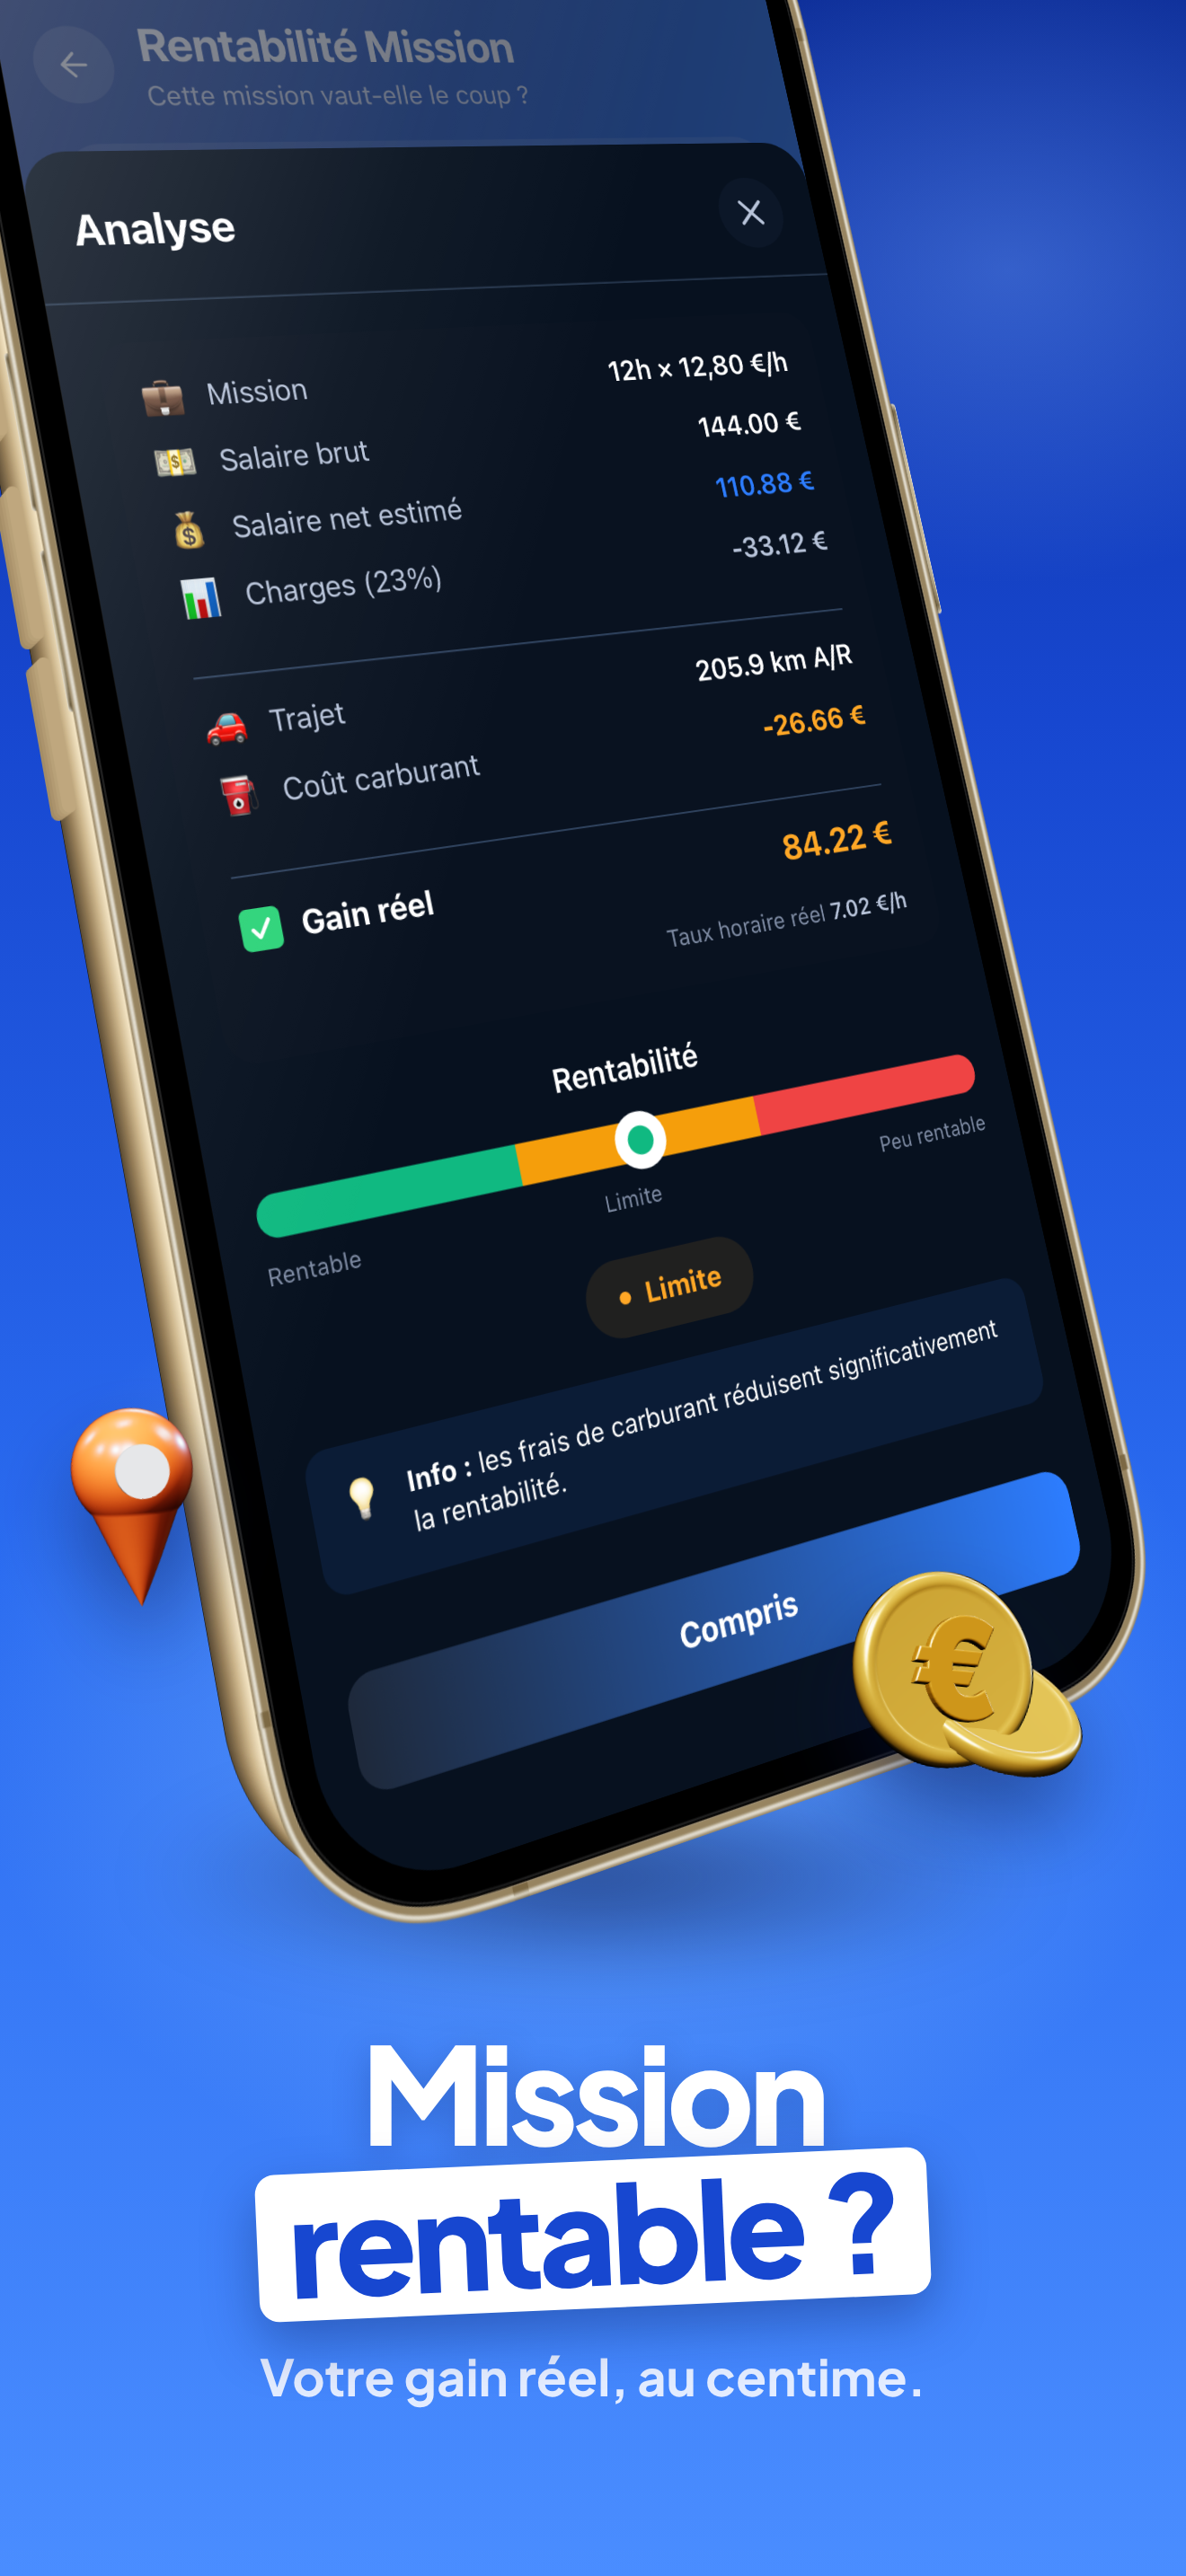 Rentabilité Mission
Cette mission vaut-elle le coup ?
Analyse
Mission 12h × 12,80 €/h
Salaire brut 144.00 €
Salaire net estimé 110.88 €
Charges (23%) -33.12 €
Trajet 205.9 km A/R
Coût carburant -26.66 €
Gain réel 84.22 €
Taux horaire réel 7.02 €/h
Rentabilité
Rentable Limite Peu rentable
• Limite
Info : les frais de carburant réduisent significativement
la rentabilité.
Compris
€
Mission
rentable ?
Votre gain réel, au centime.